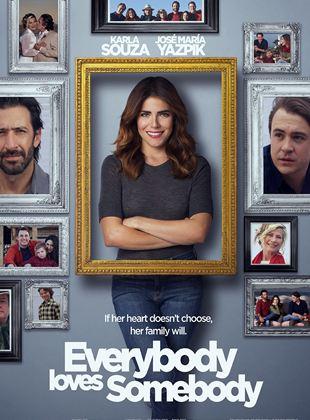 KARLA
SOUZA
JOSÉ MARÍA
YAZPIK
If her heart doesn't choose,
her family will.
Everybody
loves Somebody